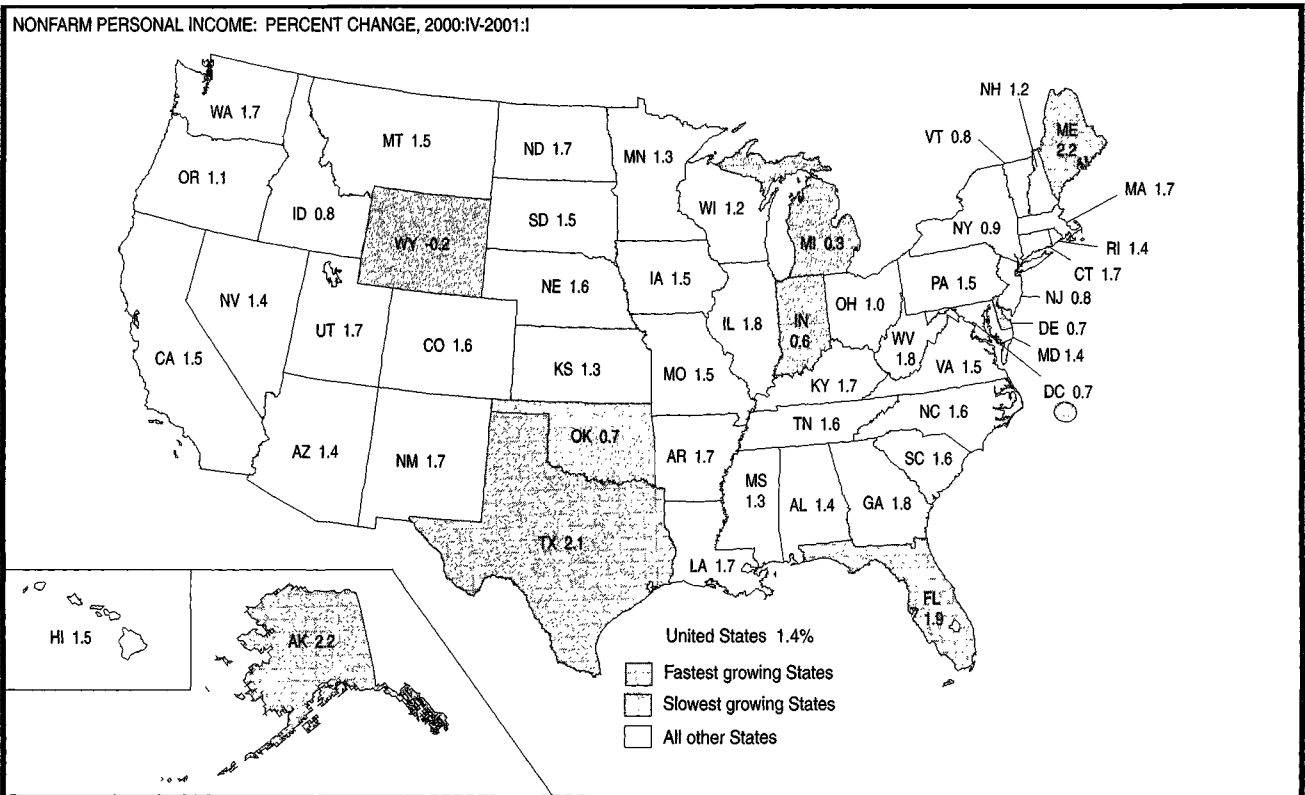 NONFARM PERSONAL INCOME: PERCENT CHANGE, 2000:IV-2001:I
NH 1.2
WA 1.7
ME
2.2
VT 0.8
MT 1.5
ND 1.7
MN 1.3
OR 1.1
MA 1.7
ID 0.8
WI 1.2
SD 1.5
NY 0.9
WY -0.2
MI 0.3
RI 1.4
CT 1.7
IA 1.5
PA 1.5
NE 1.6
NV 1.4
NJ 0.8
OH 1.0
IL 1.8
IN
0.6
UT 1.7
DE 0.7
WV
1.8
CO 1.6
CA 1.5
MD 1.4
VA 1.5
KS 1.3
MO 1.5
KY 1.7
DC 0.7
NC 1.6
TN 1.6
OK 0.7
AZ 1.4
NM 1.7
AR 1.7
SC 1.6
MS
1.3
AL 1.4
GA 1.8
TX 2.1
LA 1.7
FL
1.9
HI 1.5
AK 2.2
United States 1.4%
Fastest growing States
Slowest growing States
All other States